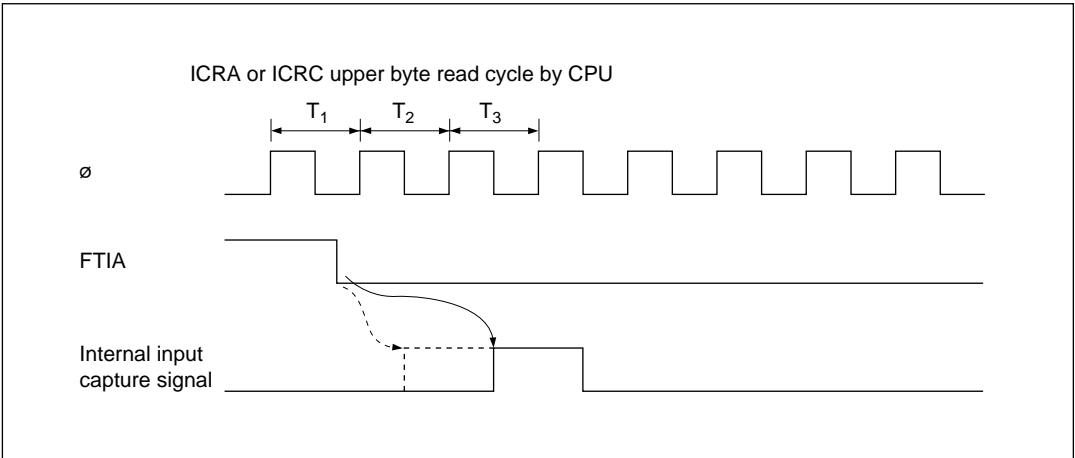 ICRA or ICRC upper byte read cycle by CPU
T₁ T₂ T₃
ø
FTIA
Internal input
capture signal